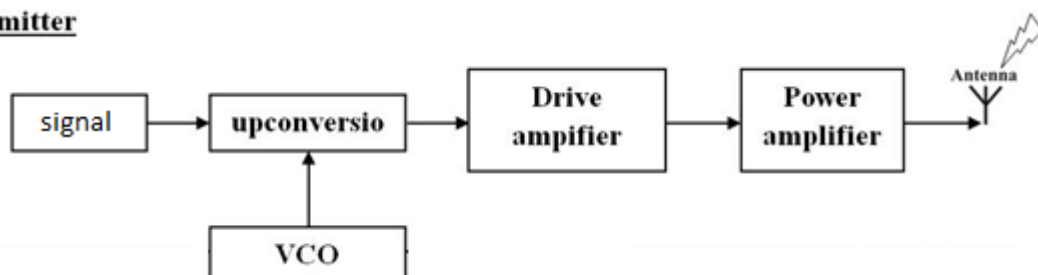 mitter
Antenna
signal
upconversio
Drive
ampifier
Power
amplifier
VCO